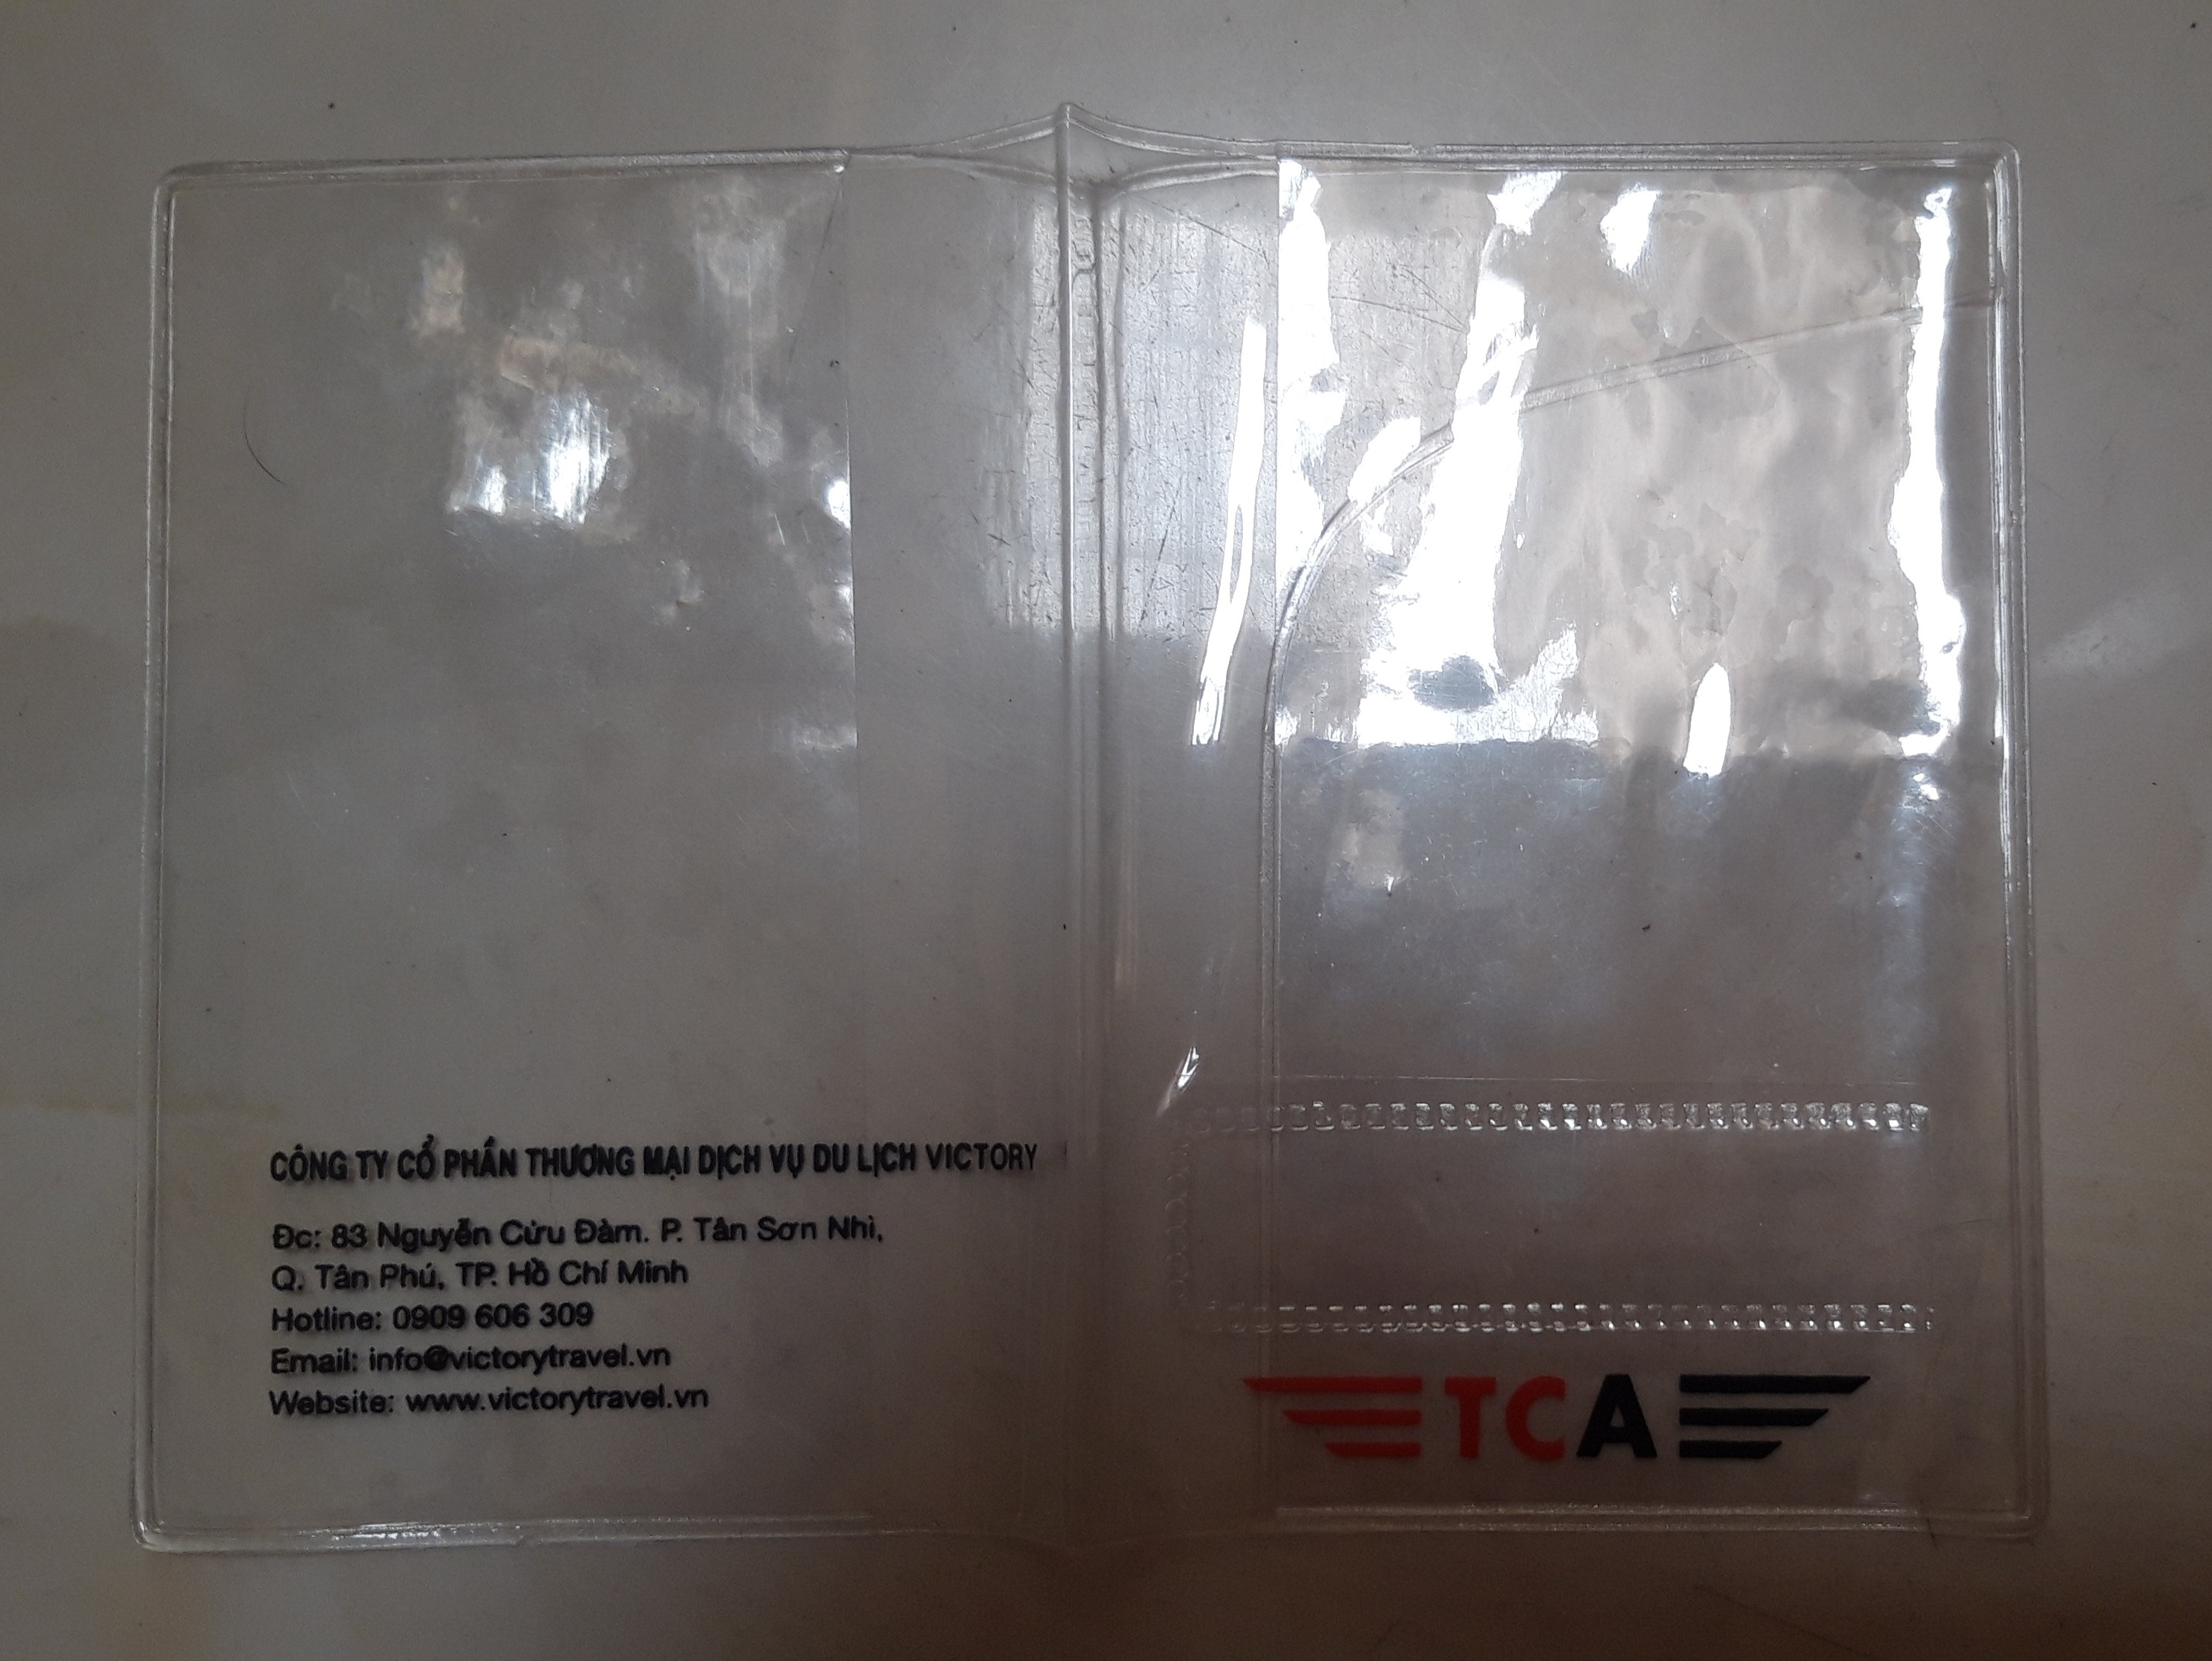 CÔNG TY CỔ PHẦN THƯƠNG MẠI DỊCH VỤ DU LỊCH VICTORY
Đc: 83 Nguyễn Cửu Đàm. P. Tân Sơn Nhì,
Q. Tân Phú, TP. Hồ Chí Minh
Hotline: 0909 606 309
Email: info@victorytravel.vn
Website: www.victorytravel.vn
TCA